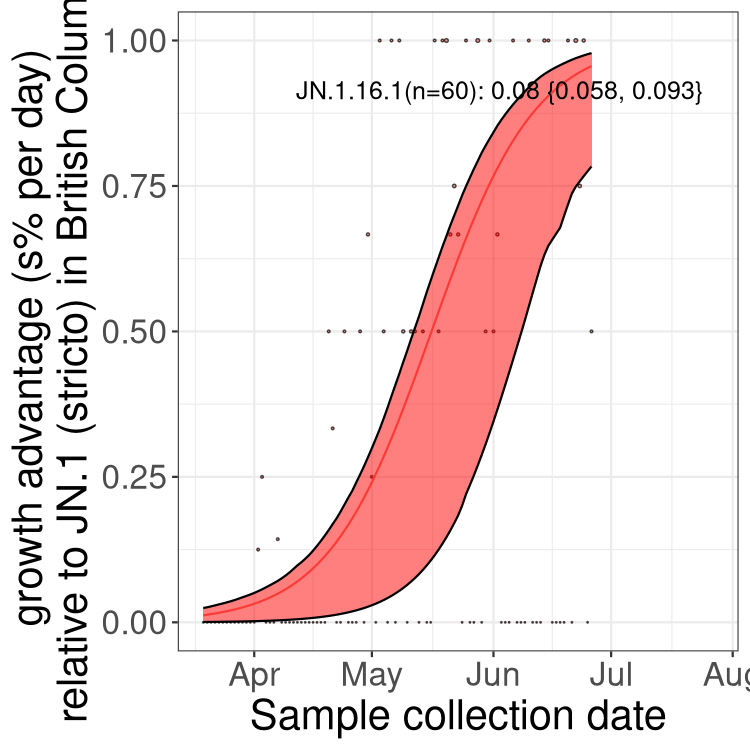 growth advantage (s% per day)
relative to JN.1 (stricto) in British Colum
1.00
0.75
0.50
0.25
0.00
JN.1.16.1(n=60): 0.08 {0.058, 0.093}
Apr May Jun Jul Aug
Sample collection date